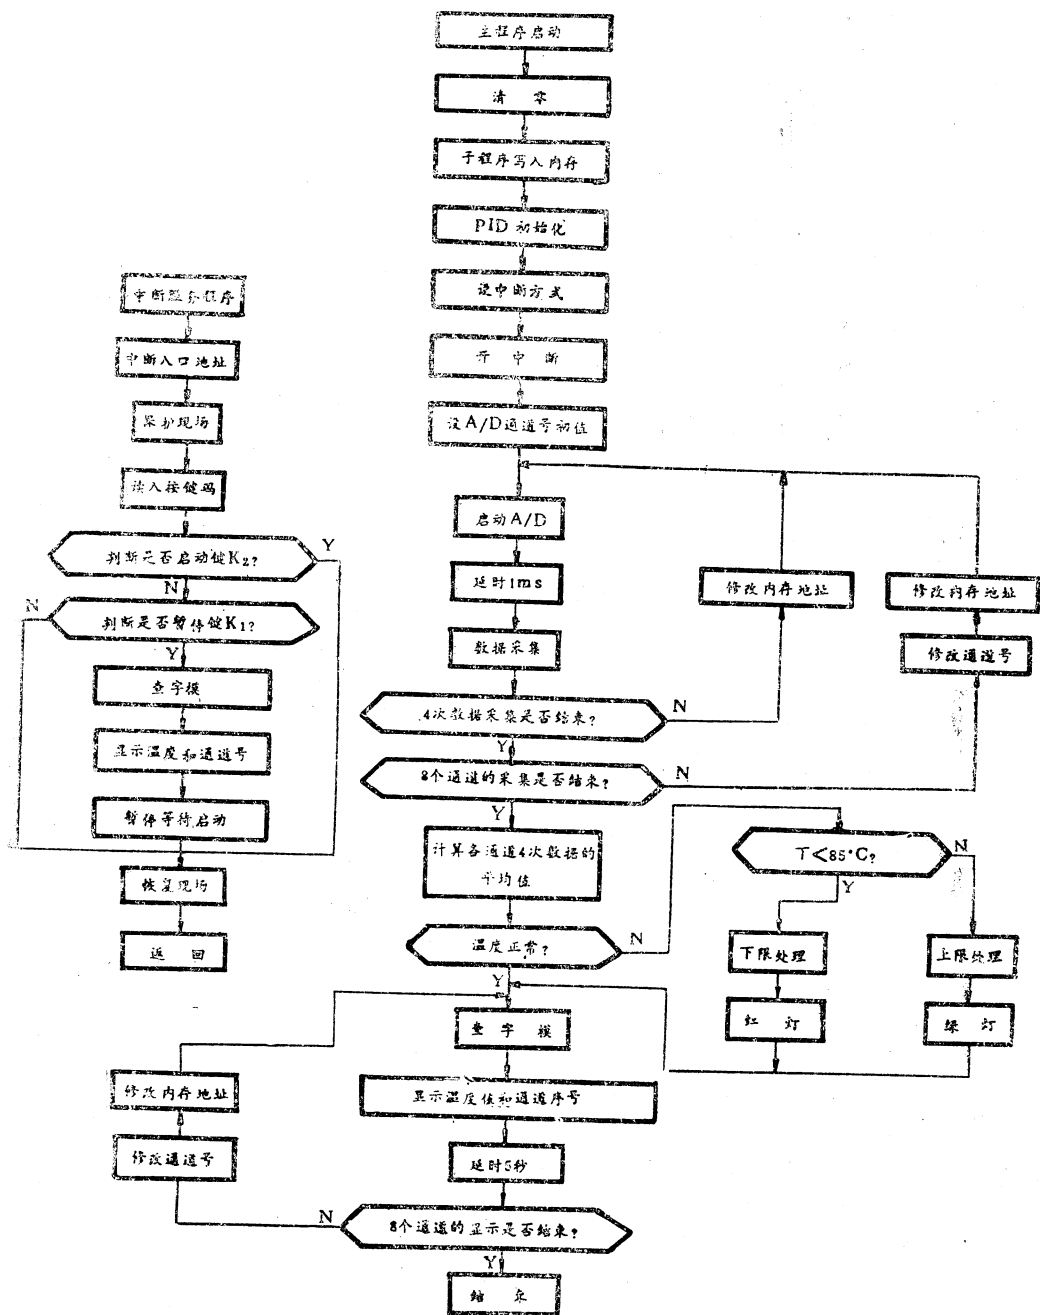 主程序启动
清 零
子程序写入内存
PID 初始化
设中断方式
开 中 断
设A/D通道号初值
启动A/D
延时1ms
数据采集
4次数据采集是否结束?
N
Y
8个通道的采集是否结束?
N
Y
修改内存地址
修改内存地址
修改通道号
计算各通道4次数据的
平均值
温度正常?
N
Y
T<85°C?
N
Y
下限处理
上限处理
红 灯
绿 灯
查 字 模
显示温度值和通道序号
延时5秒
8个通道的显示是否结束?
N
Y
结 束
修改内存地址
修改通道号
中断服务程序
中断入口地址
保护现场
读入按键码
判断是否启动键K₂?
Y
N
判断是否暂停键K₁?
N
Y
查字模
显示温度和通道号
暂停等待启动
恢复现场
返 回